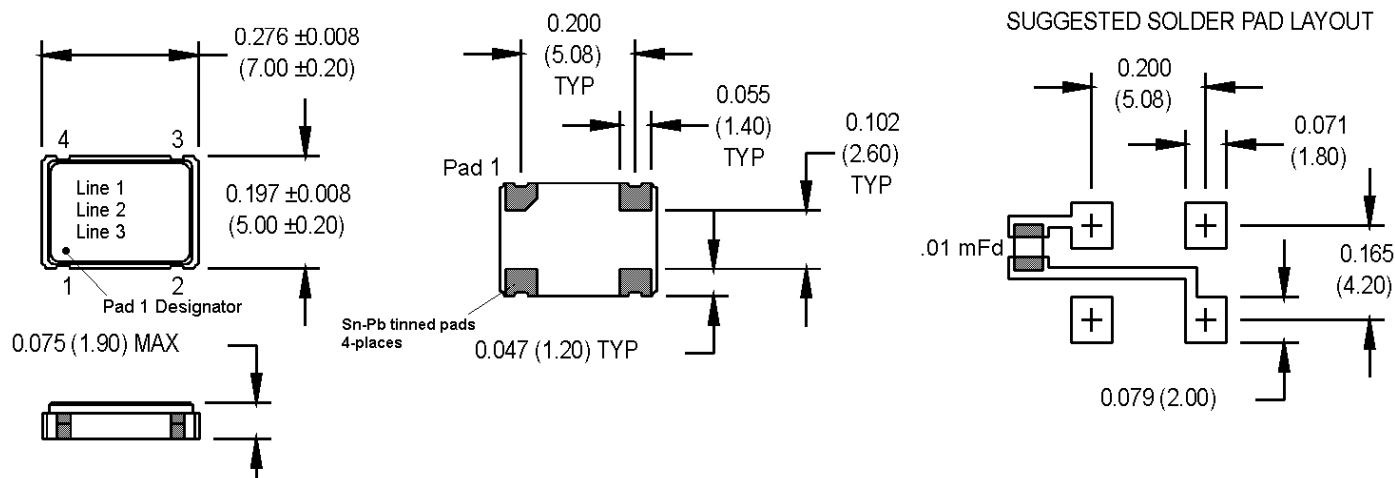 0.276 ±0.008
(7.00 ±0.20)
4 3
Line 1
Line 2
Line 3
1 2
Pad 1 Designator
0.197 ±0.008
(5.00 ±0.20)
0.075 (1.90) MAX
0.200
(5.08)
TYP
0.055
(1.40)
TYP
0.102
(2.60)
TYP
Pad 1
Sn-Pb tinned pads
4-places
0.047 (1.20) TYP
SUGGESTED SOLDER PAD LAYOUT
0.200
(5.08)
0.071
(1.80)
.01 mFd
0.165
(4.20)
0.079 (2.00)